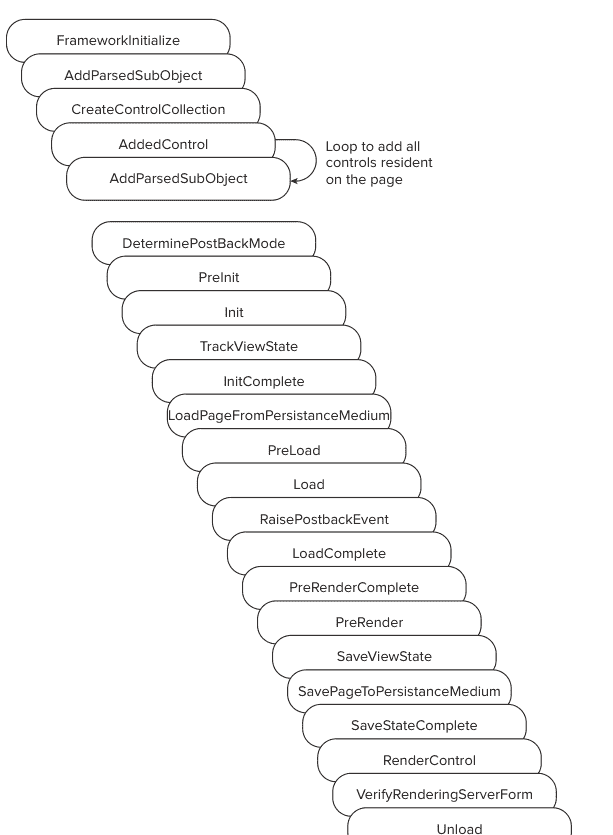 FrameworkInitialize
AddParsedSubObject
CreateControlCollection
AddedControl
AddParsedSubObject
Loop to add all
controls resident
on the page
DeterminePostBackMode
PreInit
Init
TrackViewState
InitComplete
LoadPageFromPersistanceMedium
PreLoad
Load
RaisePostbackEvent
LoadComplete
PreRenderComplete
PreRender
SaveViewState
SavePageToPersistanceMedium
SaveStateComplete
RenderControl
VerifyRenderingServerForm
Unload